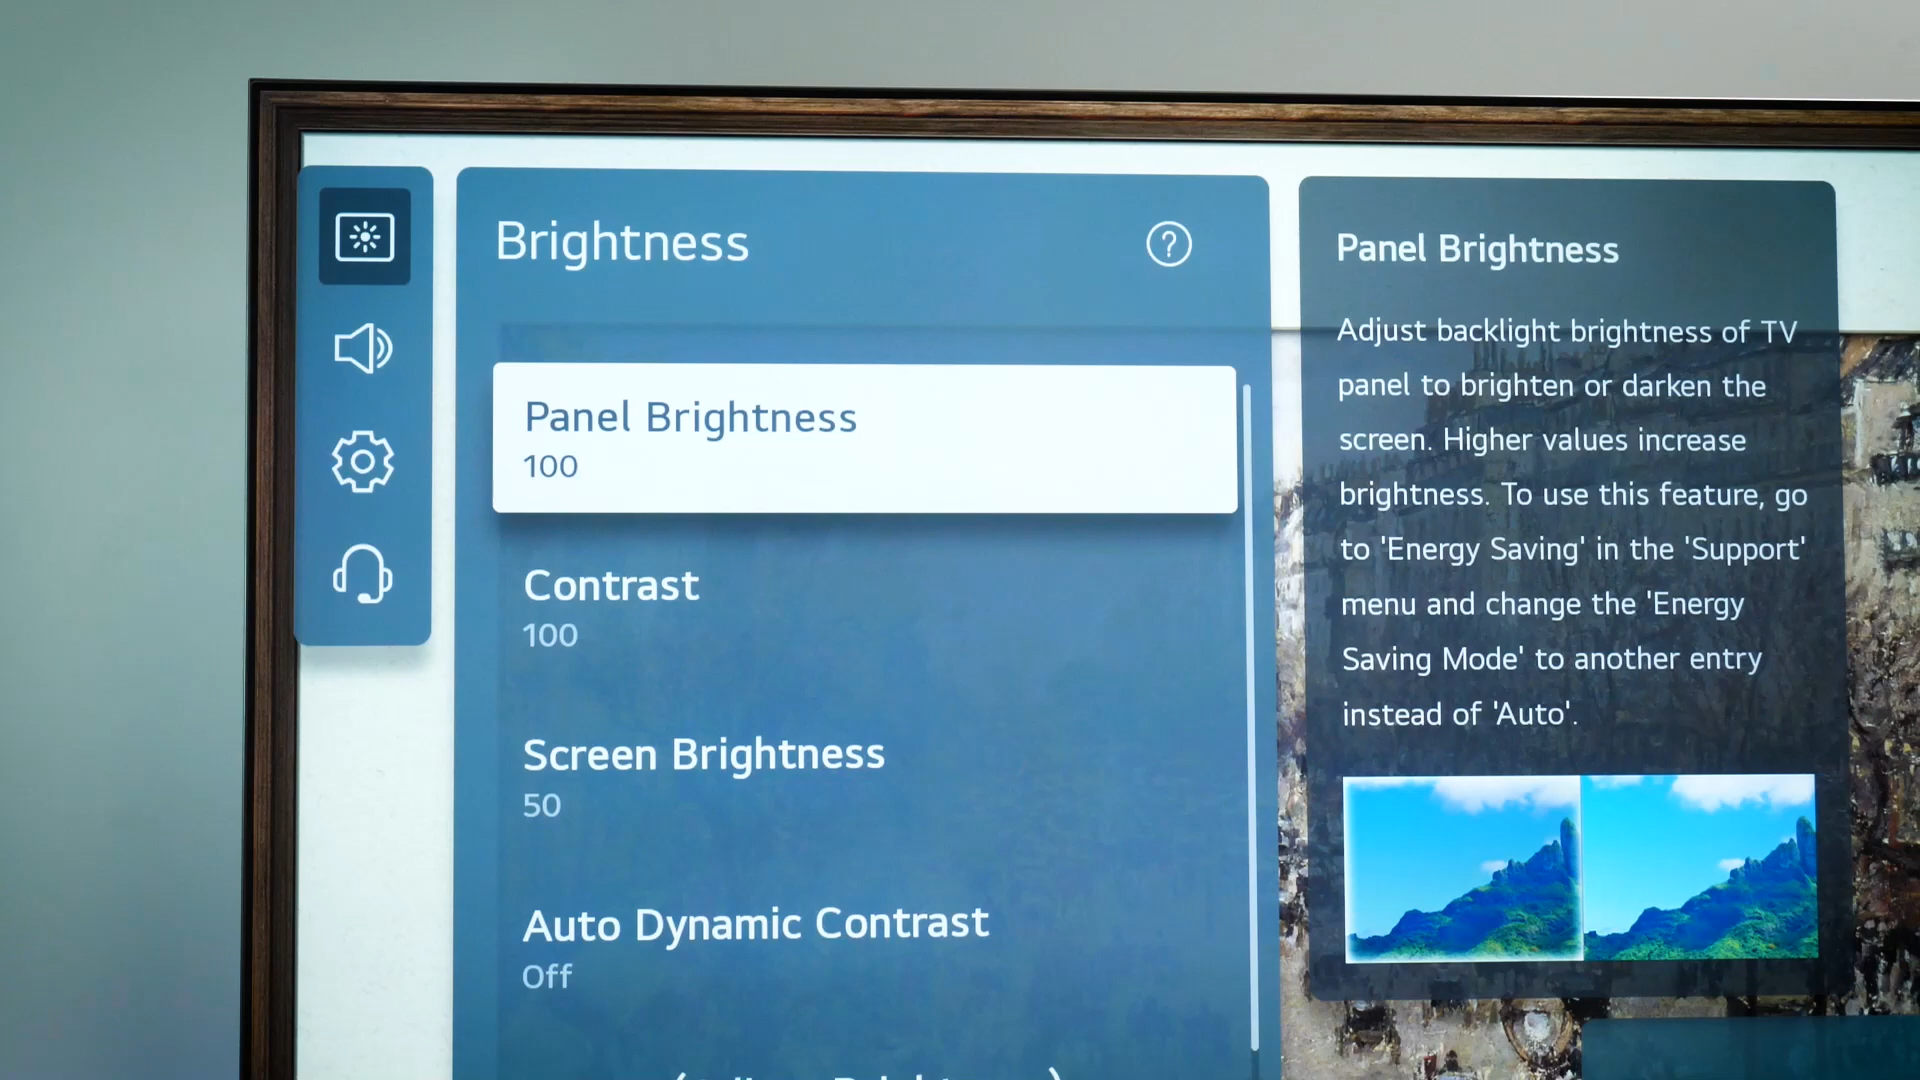 Brightness
Panel Brightness
100
Contrast
100
Screen Brightness
50
Auto Dynamic Contrast
Off
Panel Brightness
Adjust backlight brightness of TV
panel to brighten or darken the
screen. Higher values increase
brightness. To use this feature, go
to 'Energy Saving' in the 'Support'
menu and change the 'Energy
Saving Mode' to another entry
instead of 'Auto'.